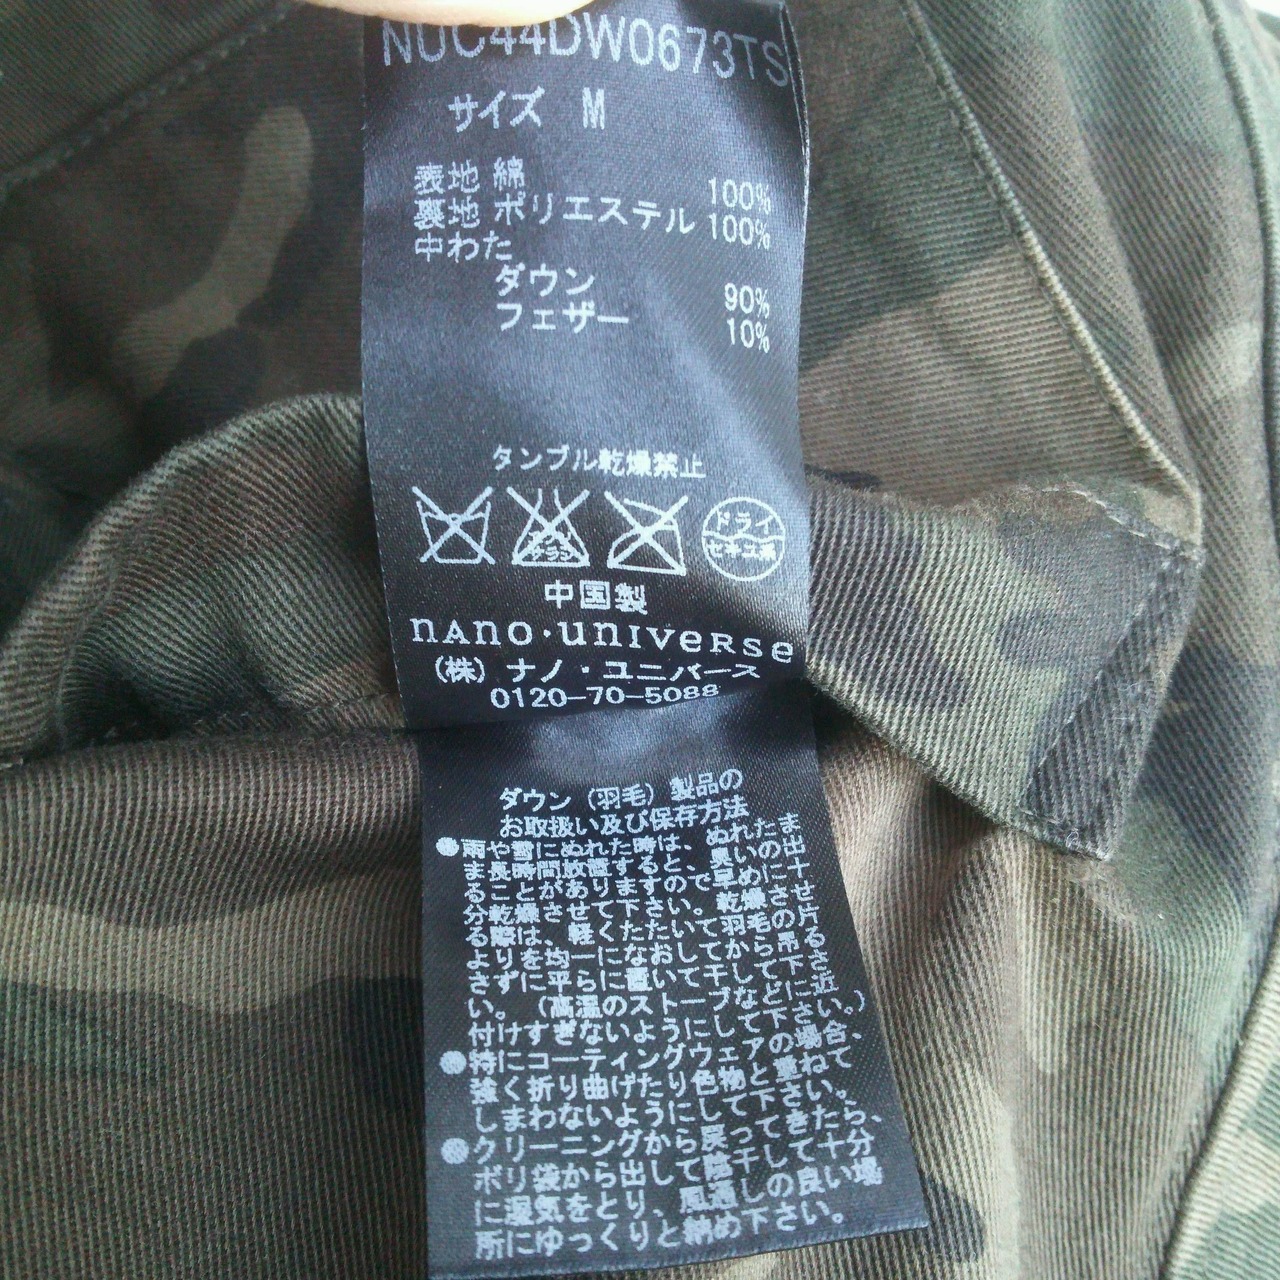 NUC44DW0673TS
サイズ M
表地 綿 100%
裏地 ポリエステル 100%
中わた
ダウン 90%
フェザー 10%
タンブル乾燥禁止
エンソサラシ
ドライ
セキユ系
中国製
nano·universe
(株) ナノ・ユニバース
0120-70-5088
ダウン (羽毛) 製品の
お取扱い及び保存方法
●雨や雪にぬれた時は、ぬれたま
ま長時間放置すると、臭いの出
ることがありますので早めに十
分乾燥させて下さい。乾燥させ
る際は、軽くたたいて羽毛の片
よりを均一になおしてから吊る
さずに平らに置いて干して下さ
い。 (高温のストーブなどに近
付けすぎないようにして下さい。)
●特にコーティングウェアの場合、
強く折り曲げたり色物と重ねて
しまわないようにして下さい。
●クリーニングから戻ってきたら、
ポリ袋から出して陰干して十分
に湿気をとり、風通しの良い場
所にゆっくりと納め下さい。